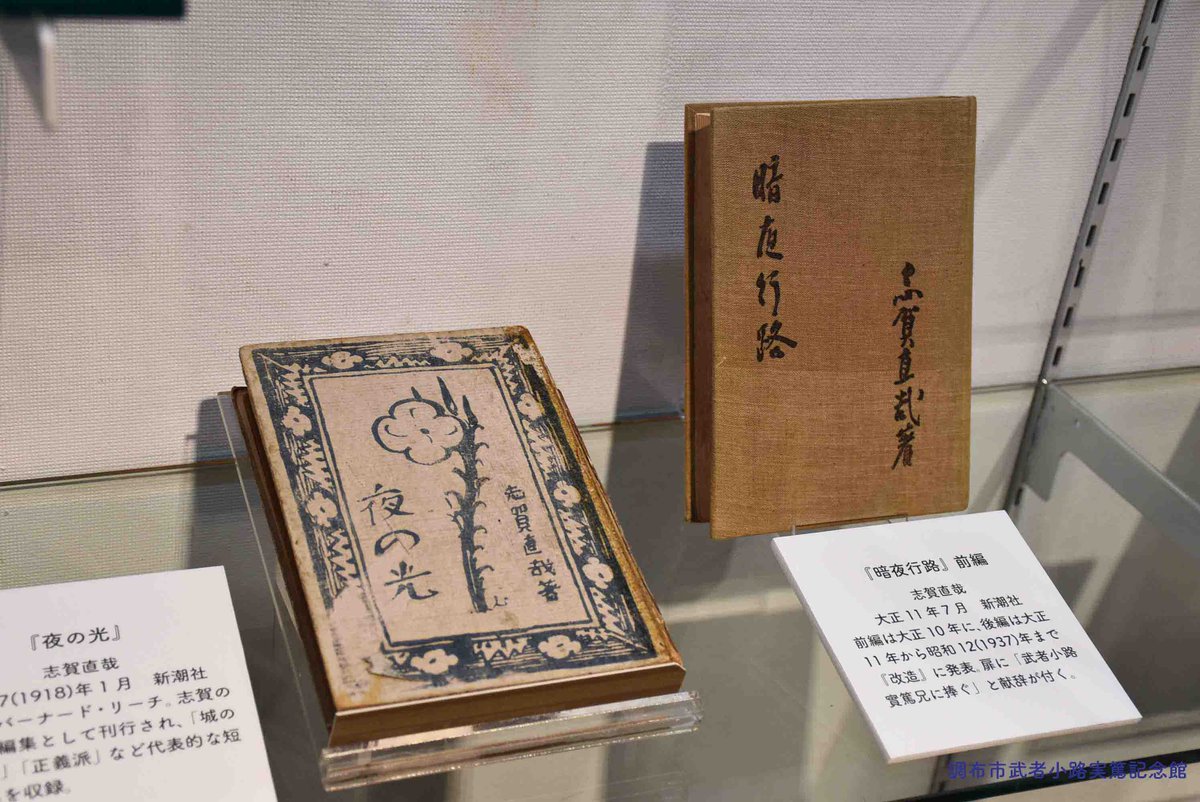 暗夜行路
志賀直哉著
夜の光
志賀直哉著
『夜の光』
志賀直哉
7(1918)年1月 新潮社
バーナード・リーチ。志賀の
編集として刊行され、「城の
」「正義派」など代表的な短
を収録。
『暗夜行路』前編
志賀直哉
大正11年7月 新潮社
前編は大正10年に、後編は大正
11年から昭和12(1937)年まで
『改造』に発表。扉に「武者小路
實篤兄に捧ぐ」と献辞が付く。
調布市武者小路実篤記念館